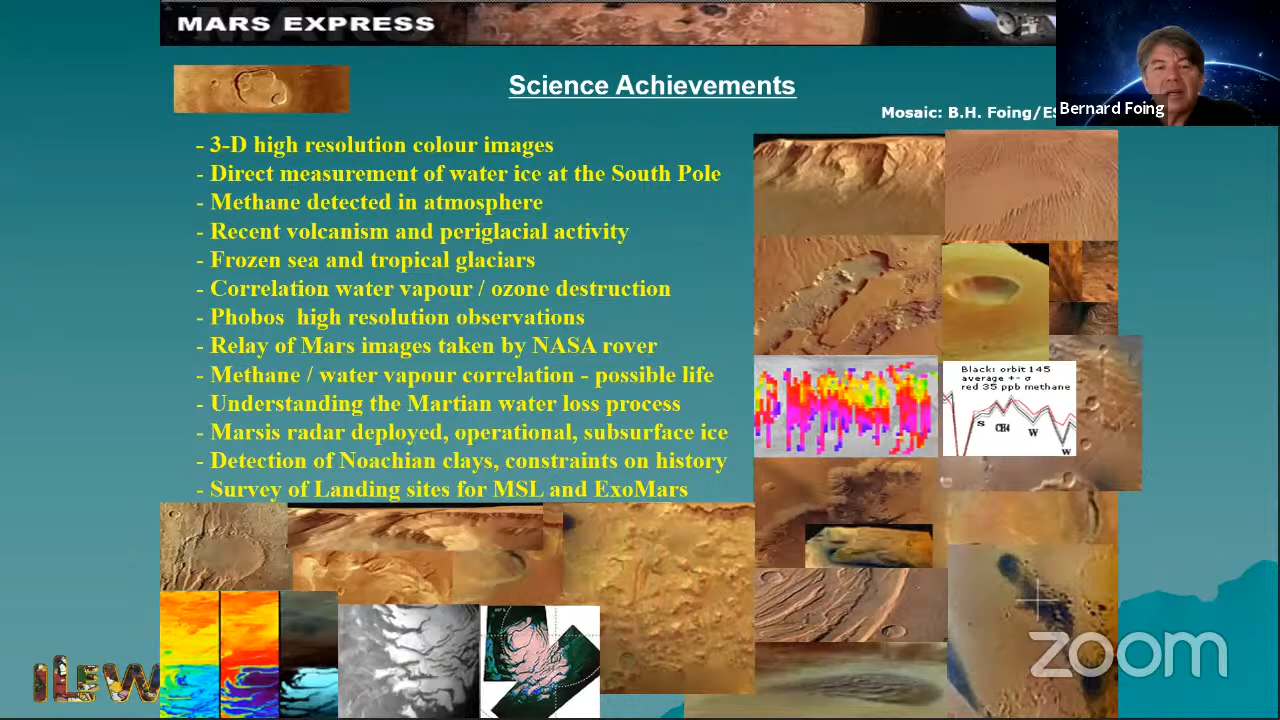 MARS EXPRESS
Science Achievements
Mosaic: B.H. Foing/ES
Bernard Foing
- 3-D high resolution colour images
- Direct measurement of water ice at the South Pole
- Methane detected in atmosphere
- Recent volcanism and periglacial activity
- Frozen sea and tropical glaciars
- Correlation water vapour / ozone destruction
- Phobos high resolution observations
- Relay of Mars images taken by NASA rover
- Methane / water vapour correlation - possible life
- Understanding the Martian water loss process
- Marsis radar deployed, operational, subsurface ice
- Detection of Noachian clays, constraints on history
- Survey of Landing sites for MSL and ExoMars
Black: orbit 145
average +- σ
red 35 ppb methane
S
CH4
W
W
ILEW
zoom